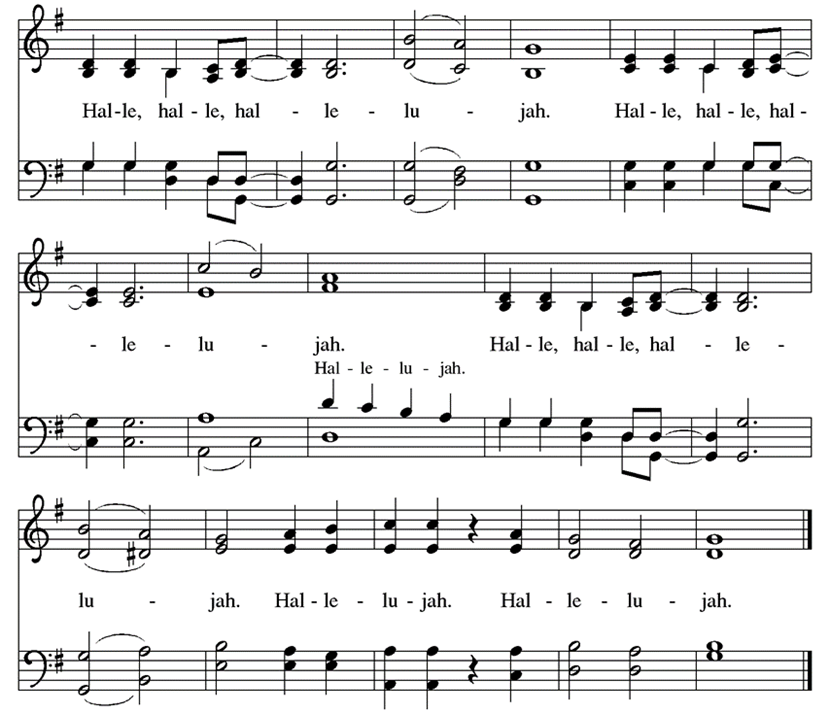 Hal-le, hal - le, hal - le - lu - jah. Hal - le, hal - le, hal -
- le - lu - jah. Hal - le, hal - le, hal - le -
Hal - le - lu - jah.
lu - jah. Hal - le - lu - jah. Hal - le - lu - jah.